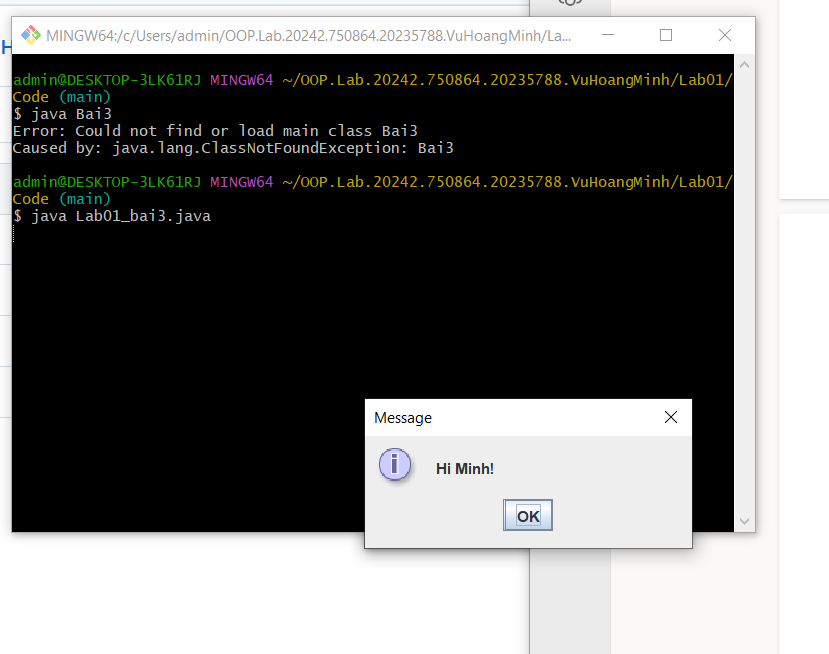 H
MINGW64:/c/Users/admin/OOP.Lab.20242.750864.20235788.VuHoangMinh/La...
admin@DESKTOP-3LK61RJ MINGW64 ~/OOP.Lab.20242.750864.20235788.VuHoangMinh/Lab01/
Code (main)
$ java Bai3
Error: Could not find or load main class Bai3
Caused by: java.lang.ClassNotFoundException: Bai3
admin@DESKTOP-3LK61RJ MINGW64 ~/OOP.Lab.20242.750864.20235788.VuHoangMinh/Lab01/
Code (main)
$ java Lab01_bai3.java
Message
Hi Minh!
OK